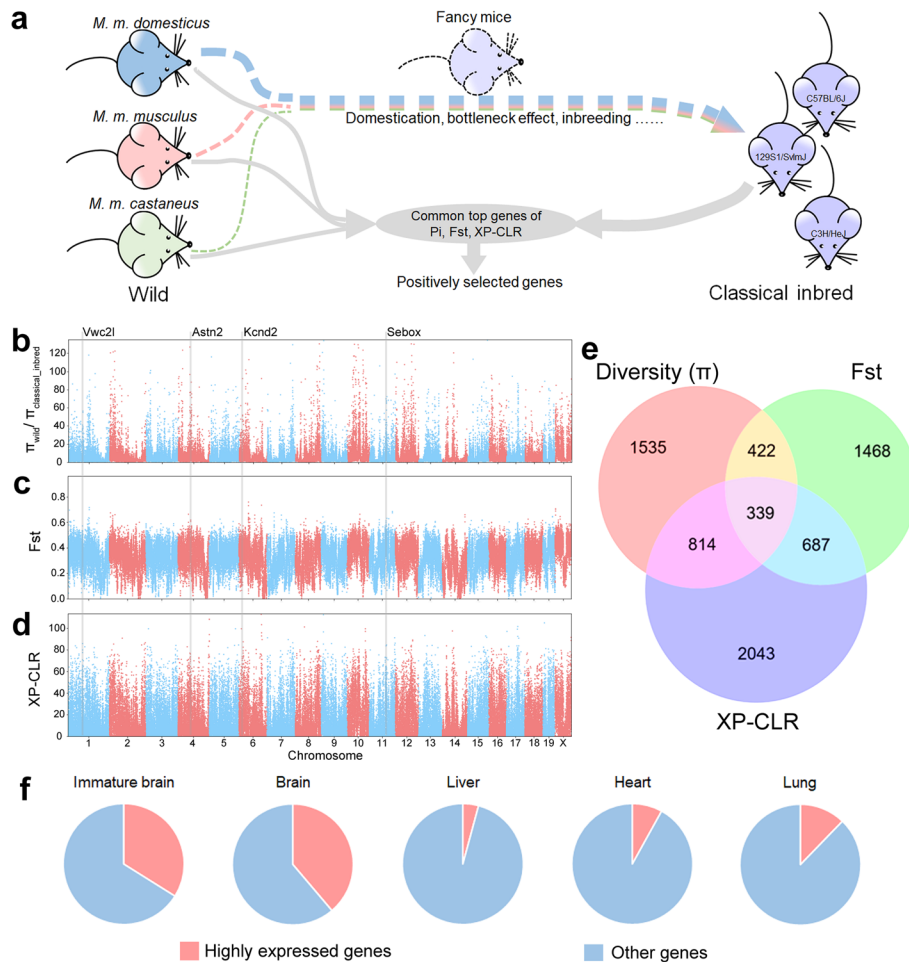 a
M. m. domesticus
Fancy mice
C57BL/6J
M. m. musculus
Domestication, bottleneck effect, inbreeding ……
129S1/SvlmJ
M. m. castaneus
Common top genes of
Pi, Fst, XP-CLR
C3H/HeJ
Wild
Positively selected genes
Classical inbred
b
Vwc2l Astn2 Kcnd2 Sebox
πwild/ πclassical_inbred
120
100
80
60
40
20
0
c
Fst
0.8
0.6
0.4
0.2
0.0
d
XP-CLR
100
80
60
40
20
0
1 2 3 4 5 6 7 8 9 10 11 12 13 14 15 16 17 18 19 X
Chromosome
e
Diversity (π) Fst
1535 422 1468
339
814 687
2043
XP-CLR
f
Immature brain Brain Liver Heart Lung
Highly expressed genes Other genes